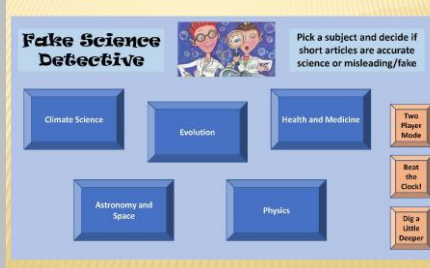 Fake Science
Detective
Pick a subject and decide if
short articles are accurate
science or misleading/fake
Climate Science
Evolution
Health and Medicine
Two
Player
Mode
Beat
the
Clock!
Astronomy and
Space
Physics
Dig a
Little
Deeper